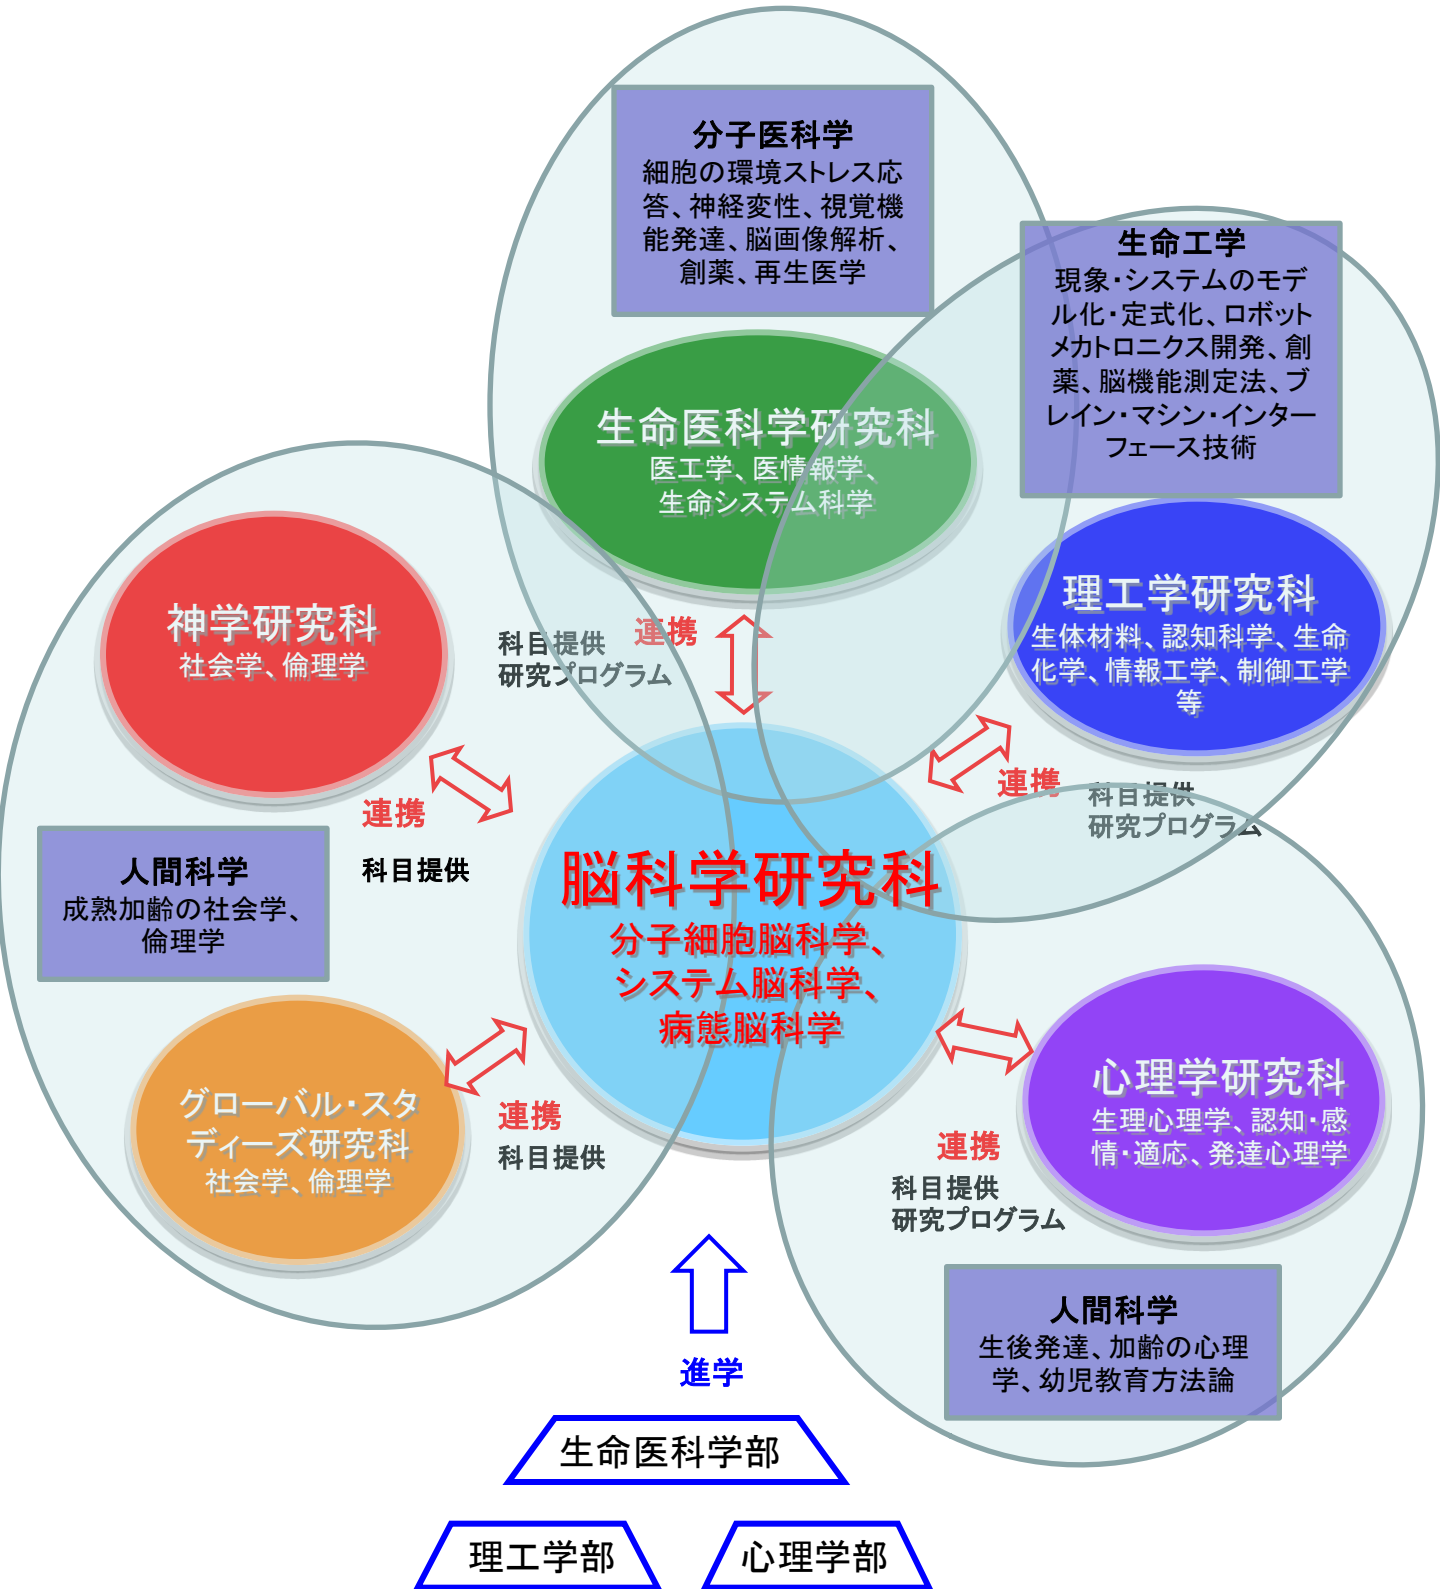 分子医科学
細胞の環境ストレス応
答、神経変性、視覚機
能発達、脳画像解析、
創薬、再生医学
生命工学
現象・システムのモデ
ル化・定式化、ロボット
メカトロニクス開発、創
薬、脳機能測定法、ブ
レイン・マシン・インター
フェース技術
生命医科学研究科
医工学、医情報学、
生命システム科学
理工学研究科
生体材料、認知科学、生命
化学、情報工学、制御工学
等
神学研究科
社会学、倫理学
連携
科目提供
研究プログラム
連携
科目提供
研究プログラム
連携
科目提供
人間科学
成熟加齢の社会学、
倫理学
脳科学研究科
分子細胞脳科学、
システム脳科学、
病態脳科学
グローバル・スタ
ディーズ研究科
社会学、倫理学
連携
科目提供
心理学研究科
生理心理学、認知・感
情・適応、発達心理学
連携
科目提供
研究プログラム
人間科学
生後発達、加齢の心理
学、幼児教育方法論
進学
生命医科学部
理工学部
心理学部